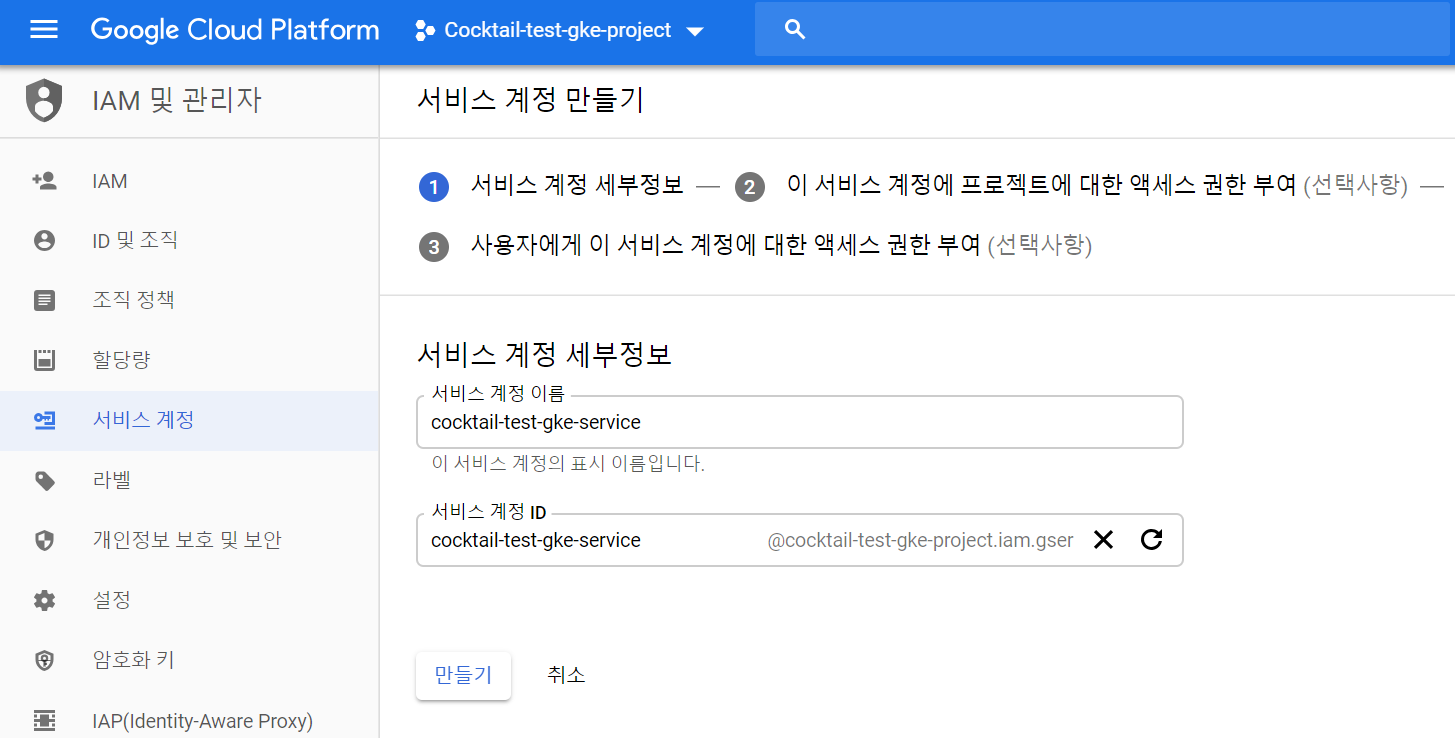 Google Cloud Platform
Cocktail-test-gke-project
IAM 및 관리자
IAM
ID 및 조직
조직 정책
할당량
서비스 계정
라벨
개인정보 보호 및 보안
설정
암호화 키
IAP(Identity-Aware Proxy)
서비스 계정 만들기
1 서비스 계정 세부정보 — 2 이 서비스 계정에 프로젝트에 대한 액세스 권한 부여 (선택사항) —
3 사용자에게 이 서비스 계정에 대한 액세스 권한 부여 (선택사항)
서비스 계정 세부정보
서비스 계정 이름
cocktail-test-gke-service
이 서비스 계정의 표시 이름입니다.
서비스 계정 ID
cocktail-test-gke-service @cocktail-test-gke-project.iam.gser
만들기 취소